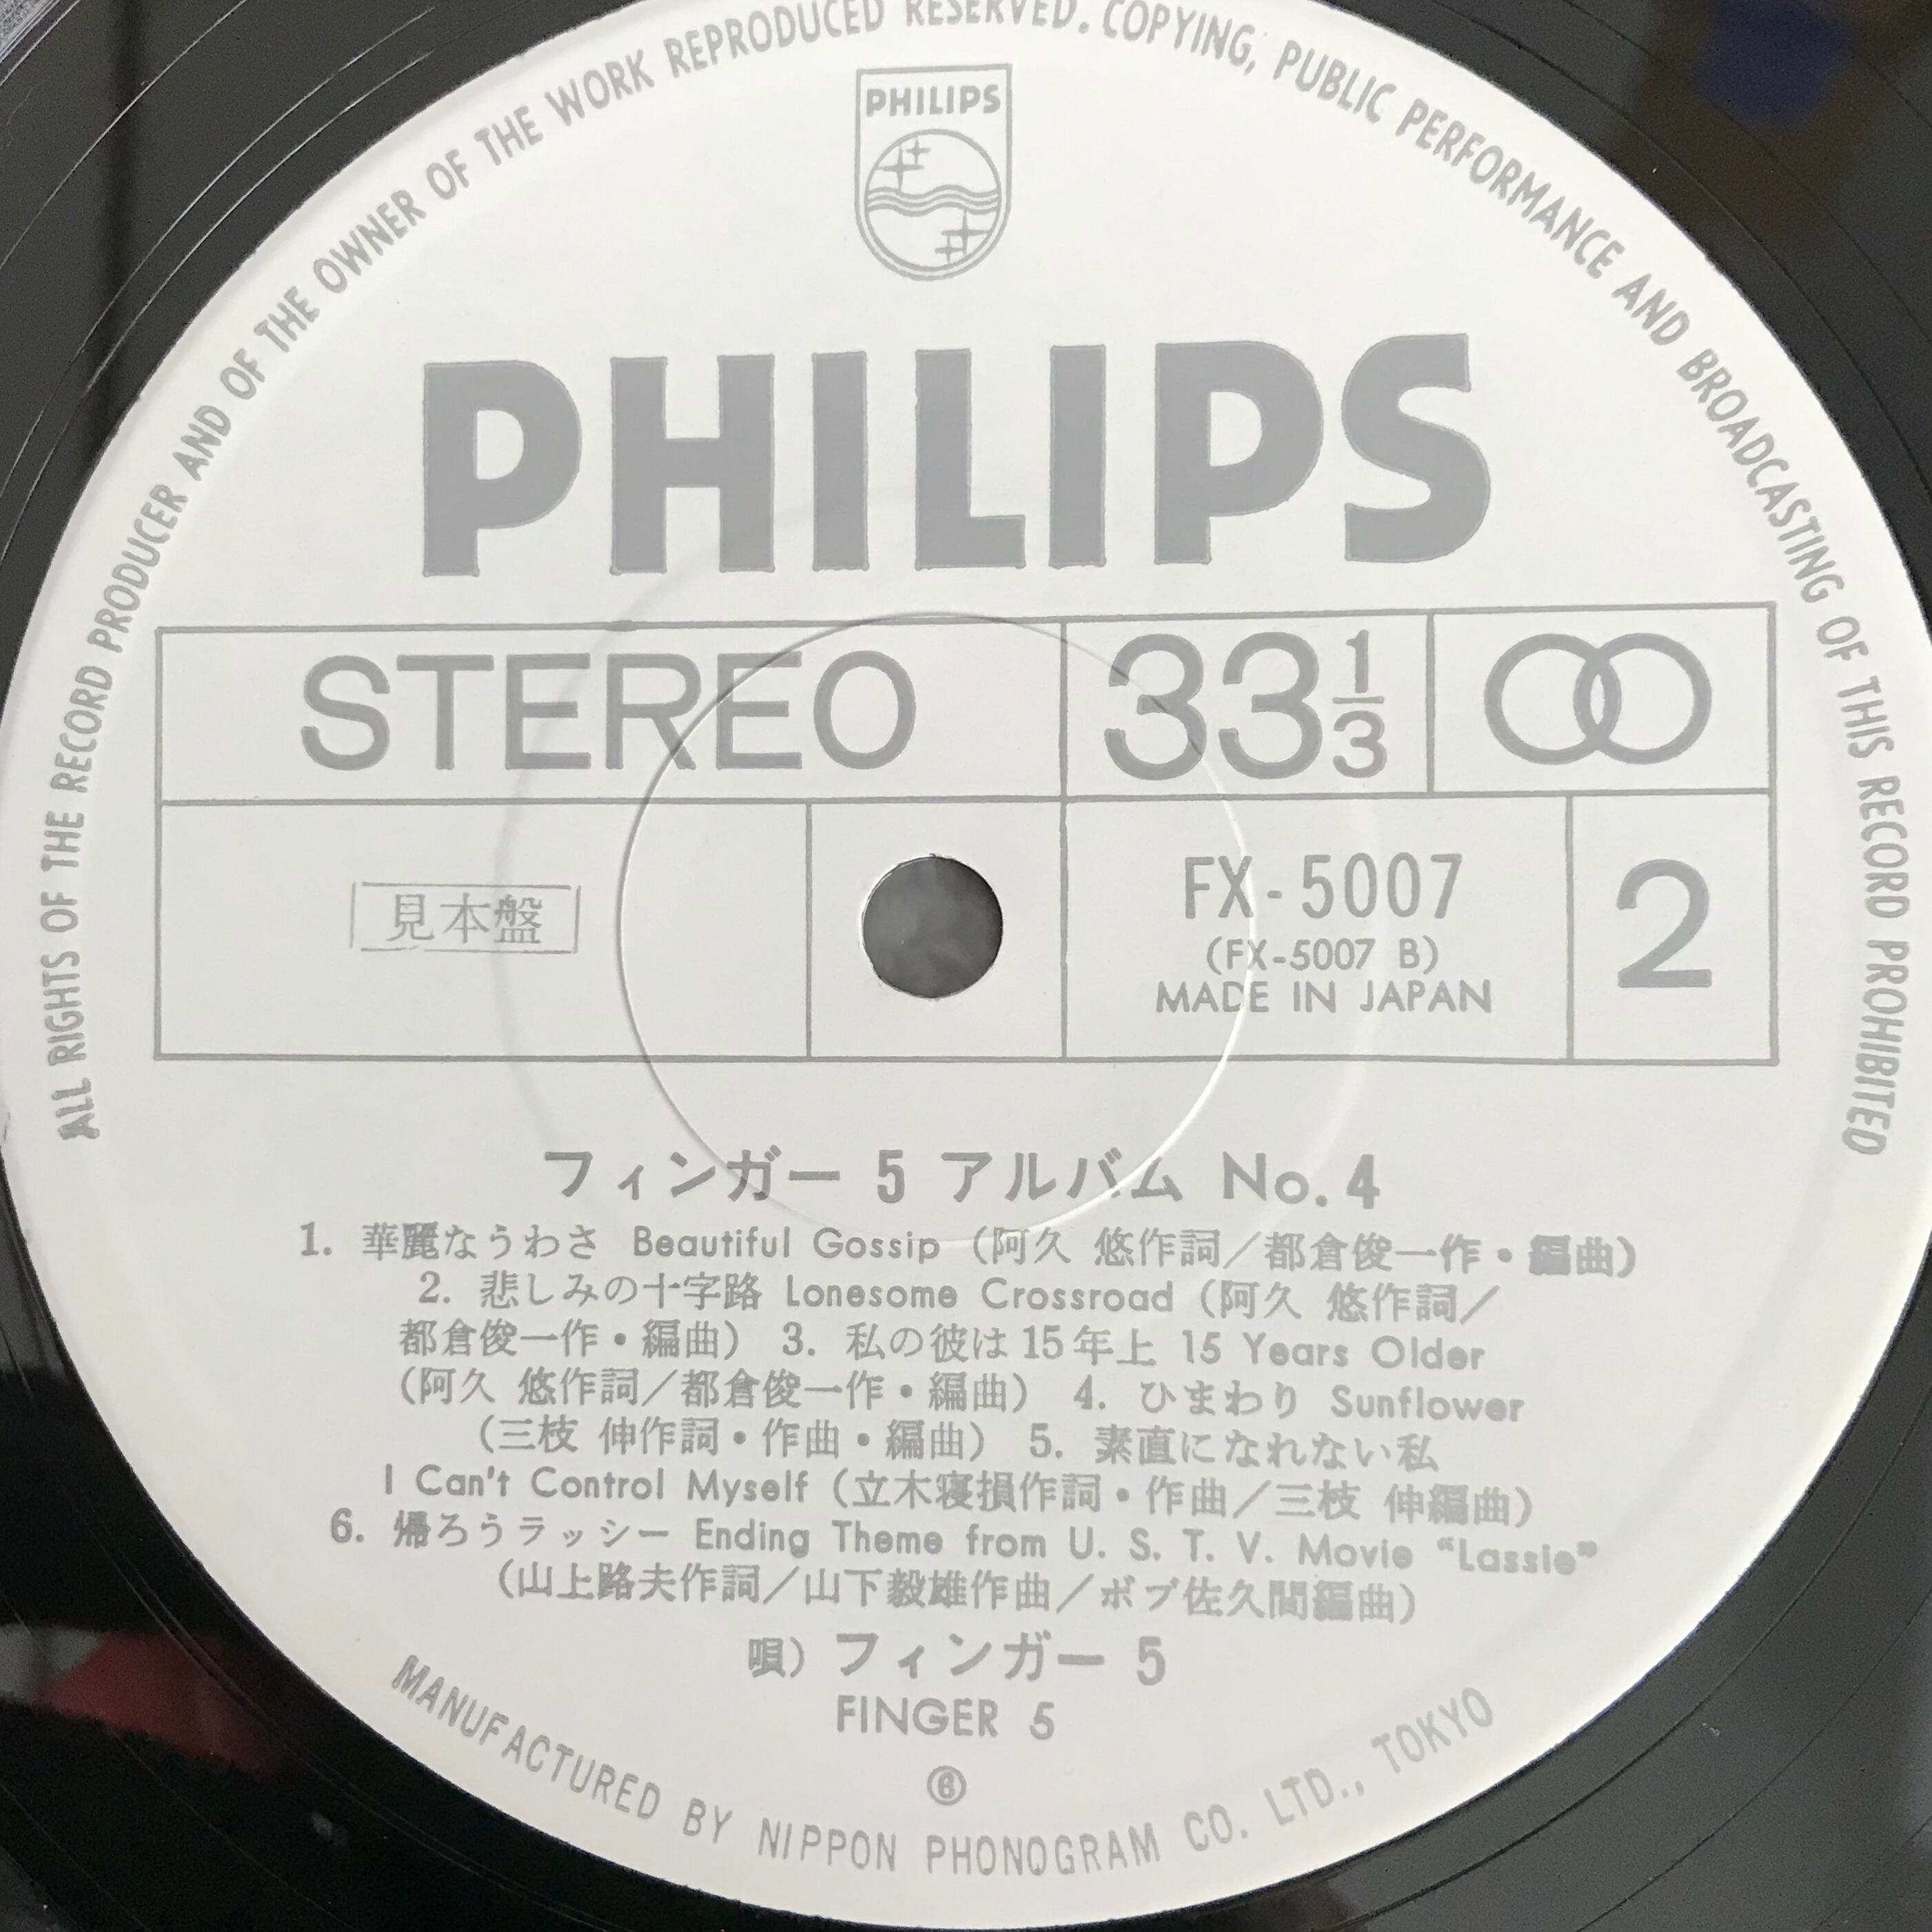 ALL RIGHTS OF THE RECORD PRODUCER AND OF THE OWNER OF THE WORK REPRODUCED RESERVED. COPYING, PUBLIC PERFORMANCE AND BROADCASTING OF THIS RECORD PROHIBITED
PHILIPS
PHILIPS
STEREO 33 1/3
見本盤
FX-5007
(FX-5007 B)
MADE IN JAPAN
2
フィンガー 5 アルバム No. 4
1. 華麗なうわさ Beautiful Gossip (阿久 悠作詞/都倉俊一作・編曲)
2. 悲しみの十字路 Lonesome Crossroad (阿久 悠作詞/
都倉俊一作・編曲) 3. 私の彼は15年上 15 Years Older
(阿久 悠作詞/都倉俊一作・編曲) 4. ひまわり Sunflower
(三枝 伸作詞・作曲・編曲) 5. 素直になれない私
I Can't Control Myself (立木寝損作詞・作曲/三枝 伸編曲)
6. 帰ろうラッシー Ending Theme from U. S. T. V. Movie “Lassie”
(山上路夫作詞/山下毅雄作曲/ボブ佐久間編曲)
唄) フィンガー 5
FINGER 5
⑥
MANUFACTURED BY NIPPON PHONOGRAM CO. LTD., TOKYO